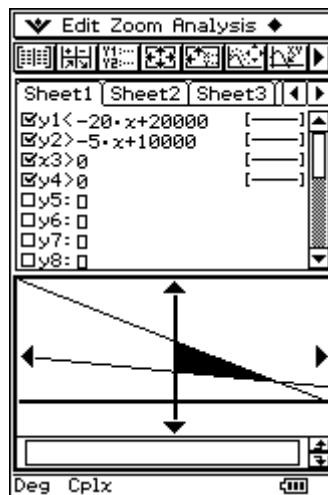 Edit Zoom Analysis ◆
Sheet1 Sheet2 Sheet3
y1<-20·x+20000 [—]
y2>-5·x+10000 [—]
x3>0 [—]
y4>0 [—]
y5:▯
y6:▯
y7:▯
y8:▯
Deg Cplx